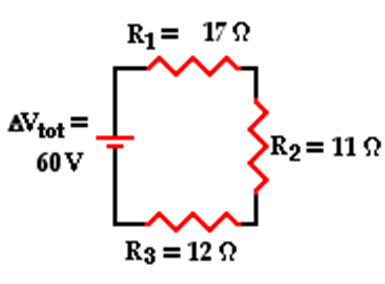 R1 = 17 Ω
ΔVtot =
60 V
R2 = 11 Ω
R3 = 12 Ω